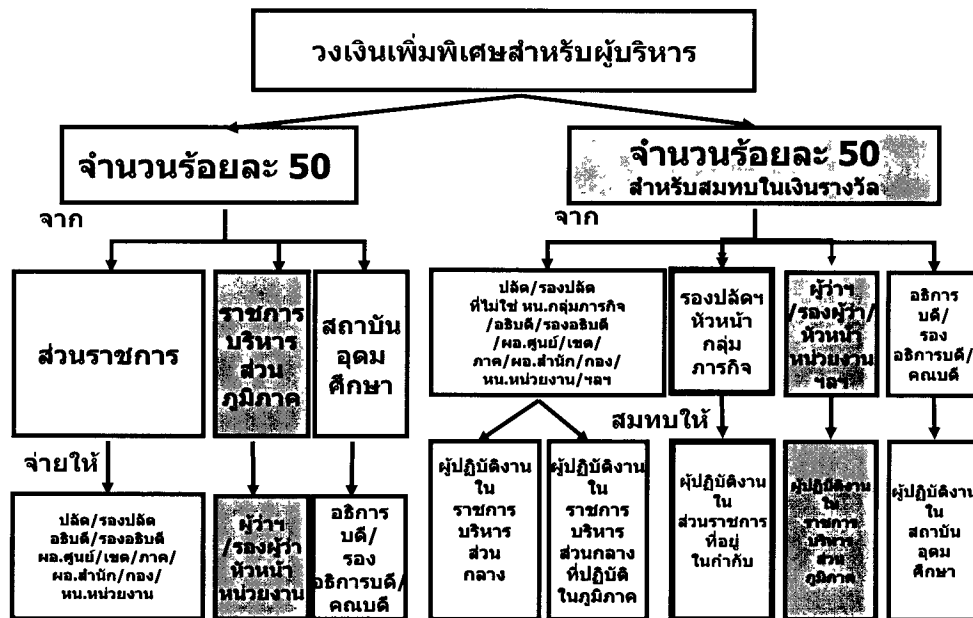 วงเงินเพิ่มพิเศษสำหรับผู้บริหาร
จำนวนร้อยละ 50
จาก
ส่วนราชการ
ราชการ
บริหาร
ส่วน
ภูมิภาค
สถาบัน
อุดม
ศึกษา
จ่ายให้
ปลัด/รองปลัด
อธิบดี/รองอธิบดี
ผอ.ศูนย์/เขต/ภาค/
ผอ.สำนัก/กอง/
หน.หน่วยงาน
ผู้ว่าฯ
/รองผู้ว่า
หัวหน้า
หน่วยงาน
อธิการ
บดี/
รอง
อธิการบดี/
คณบดี
จำนวนร้อยละ 50
สำหรับสมทบในเงินรางวัล
จาก
ปลัด/รองปลัด
ที่ไม่ใช่ หน.กลุ่มภารกิจ
/อธิบดี/รองอธิบดี
/ผอ.ศูนย์/เขต/
ภาค/ผอ.สำนัก/กอง/
หน.หน่วยงาน/ฯลฯ
รองปลัดฯ
หัวหน้า
กลุ่ม
ภารกิจ
ผู้ว่าฯ
/รองผู้ว่า/
หัวหน้า
หน่วยงาน
ฯลฯ
อธิการ
บดี/
รอง
อธิการบดี/
คณบดี
สมทบให้
ผู้ปฏิบัติงาน
ใน
ราชการ
บริหาร
ส่วน
กลาง
ผู้ปฏิบัติงาน
ใน
ราชการ
บริหาร
ส่วนกลาง
ที่ปฏิบัติ
ในภูมิภาค
ผู้ปฏิบัติงาน
ใน
ส่วนราชการ
ที่อยู่
ในกำกับ
ผู้ปฏิบัติงาน
ใน
ราชการ
บริหาร
ส่วน
ภูมิภาค
ผู้ปฏิบัติงาน
ใน
สถาบัน
อุดม
ศึกษา